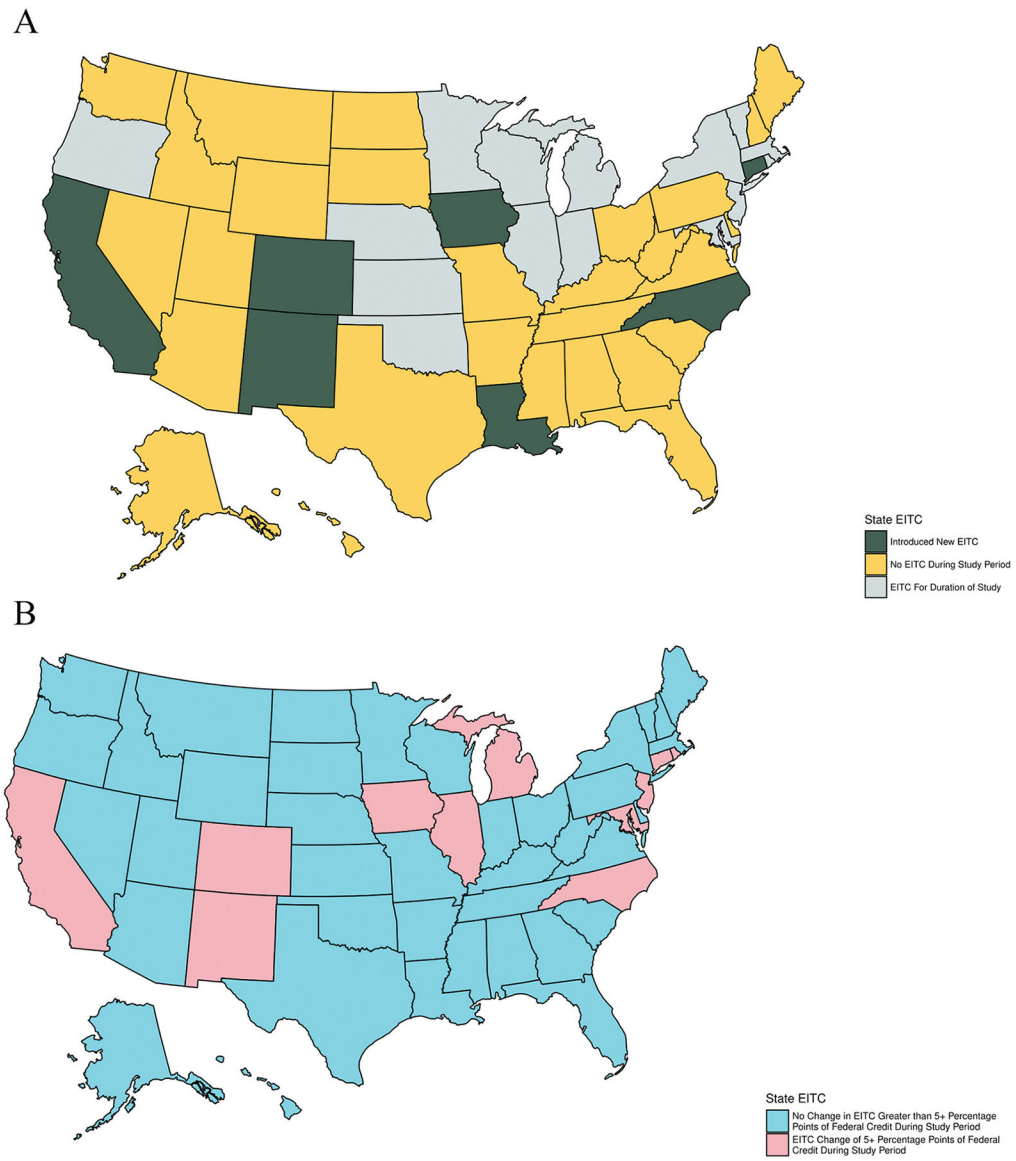 A
State EITC
Introduced New EITC
No EITC During Study Period
EITC For Duration of Study
B
State EITC
No Change in EITC Greater than 5+ Percentage
Points of Federal Credit During Study Period
EITC Change of 5+ Percentage Points of Federal
Credit During Study Period